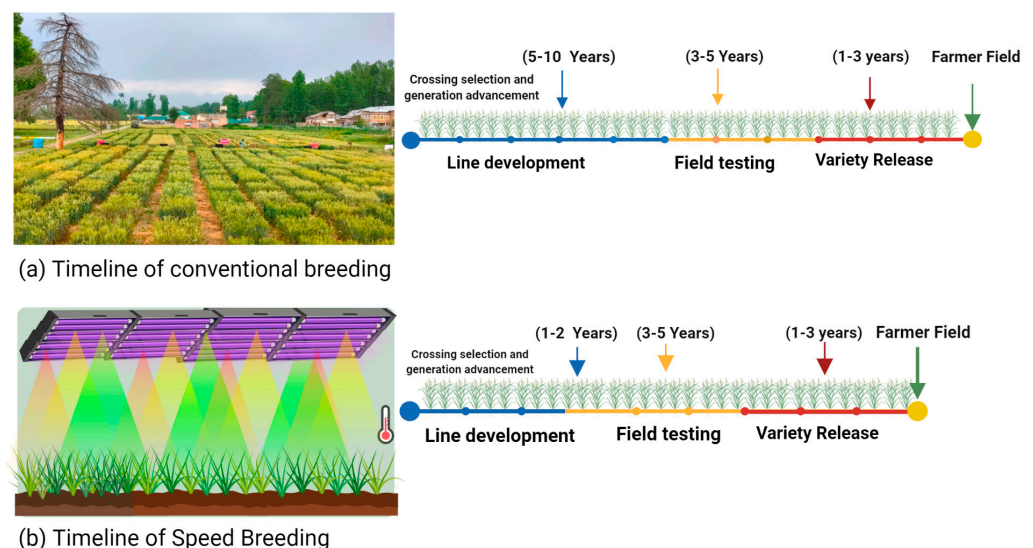 (5-10 Years)
(3-5 Years)
(1-3 years)
Farmer Field
Crossing selection and
generation advancement
Line development
Field testing
Variety Release
(a) Timeline of conventional breeding
(1-2 Years)
(3-5 Years)
(1-3 years)
Farmer Field
Crossing selection and
generation advancement
Line development
Field testing
Variety Release
(b) Timeline of Speed Breeding